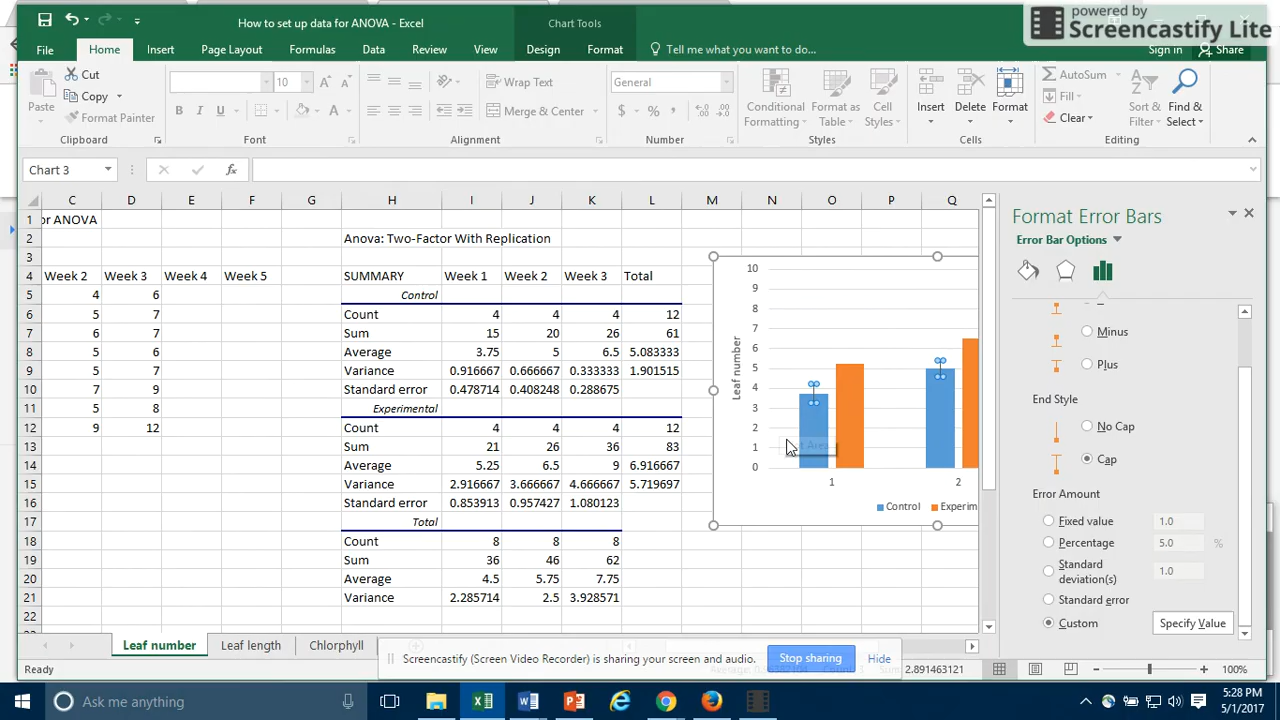 powered by
Screencastify Lite
How to set up data for ANOVA - Excel
Chart Tools
File Home Insert Page Layout Formulas Data Review View Design Format Tell me what you want to do... Sign in Share
Paste
Cut
Copy
Format Painter
Clipboard
10
Font
Wrap Text
Merge & Center
Alignment
General
Number
Conditional Formatting
Format as Table
Cell Styles
Styles
Insert
Delete
Format
Cells
AutoSum
Fill
Clear
Sort & Filter
Find & Select
Editing
Chart 3
fx
C D E F G H I J K L M N O P Q
1 or ANOVA
2 Anova: Two-Factor With Replication
3
4 Week 2 Week 3 Week 4 Week 5 SUMMARY Week 1 Week 2 Week 3 Total
5 4 6 Control
6 5 7 Count 4 4 4 12
7 6 7 Sum 15 20 26 61
8 5 6 Average 3.75 5 6.5 5.083333
9 5 7 Variance 0.916667 0.666667 0.333333 1.901515
10 7 9 Standard error 0.478714 0.408248 0.288675
11 5 8 Experimental
12 9 12 Count 4 4 4 12
13 Sum 21 26 36 83
14 Average 5.25 6.5 9 6.916667
15 Variance 2.916667 3.666667 4.666667 5.719697
16 Standard error 0.853913 0.957427 1.080123
17 Total
18 Count 8 8 8
19 Sum 36 46 62
20 Average 4.5 5.75 7.75
21 Variance 2.285714 2.5 3.928571
22
Leaf number
10
9
8
7
6
5
4
3
2
1
0
1 2
Control Experim
Format Error Bars
Error Bar Options
Minus
Plus
End Style
No Cap
Cap
Error Amount
Fixed value 1.0
Percentage 5.0 %
Standard deviation(s) 1.0
Standard error
Custom Specify Value
Leaf number Leaf length Chlorphyll
Screencastify (Screen Video Recorder) is sharing your screen and audio. Stop sharing Hide
Ready
2.891463121
100%
Ask me anything
5:28 PM
5/1/2017